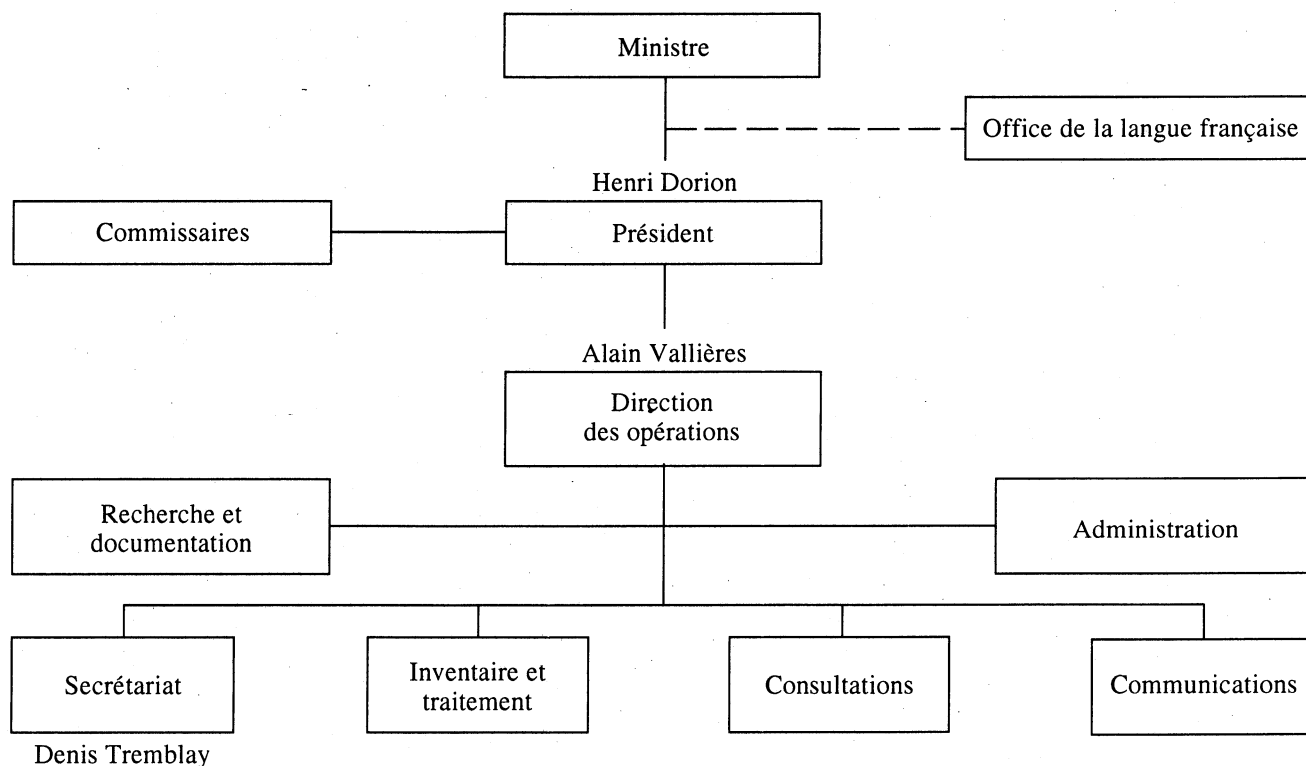 Ministre
Office de la langue française
Henri Dorion
Commissaires
Président
Alain Vallières
Direction
des opérations
Recherche et
documentation
Administration
Secrétariat
Inventaire et
traitement
Consultations
Communications
Denis Tremblay